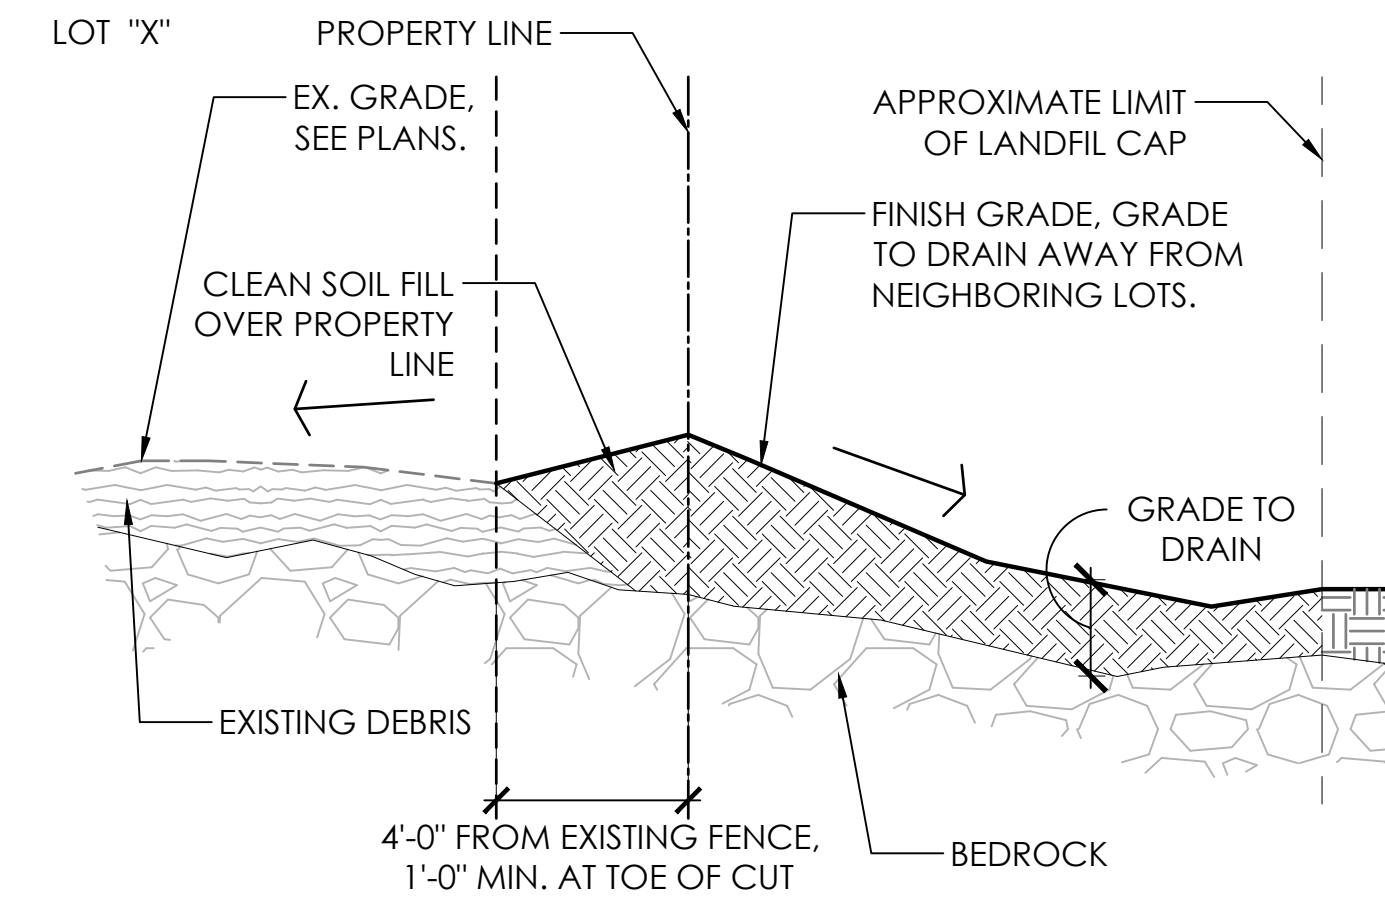 LOT "X"
PROPERTY LINE
EX. GRADE,
SEE PLANS.
APPROXIMATE LIMIT
OF LANDFIL CAP
FINISH GRADE, GRADE
TO DRAIN AWAY FROM
NEIGHBORING LOTS.
CLEAN SOIL FILL
OVER PROPERTY
LINE
GRADE TO
DRAIN
EXISTING DEBRIS
4'-0" FROM EXISTING FENCE,
1'-0" MIN. AT TOE OF CUT
BEDROCK